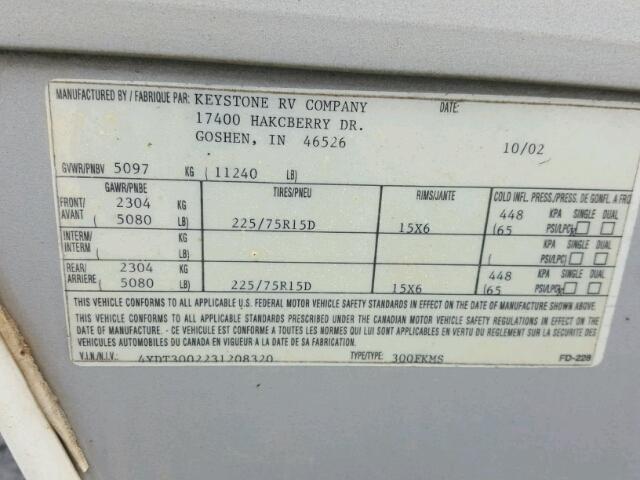 MANUFACTURED BY / FABRIQUE PAR: KEYSTONE RV COMPANY DATE:
17400 HAKCBERRY DR.
GOSHEN, IN 46526 10/02
GVWR/PNBV 5097 KG ( 11240 LB)
GAWR/PNBE TIRES/PNEU RIMS/JANTE COLD INFL. PRESS./PRESS. DE GONFL. A FROID
FRONT/ 2304 KG 448 KPA SINGLE DUAL
AVANT ( 5080 LB) 225/75R15D 15X6 (65 PSI/LPC)
INTERM/ KG KPA SINGLE DUAL
INTERM ( LB) ( PSI/LPC)
REAR/ 2304 KG 448 KPA SINGLE DUAL
ARRIERE ( 5080 LB) 225/75R15D 15X6 (65 PSI/LPC)
THIS VEHICLE CONFORMS TO ALL APPLICABLE U.S. FEDERAL MOTOR VEHICLE SAFETY STANDARDS IN EFFECT ON THE DATE OF MANUFACTURE SHOWN ABOVE.
THIS VEHICLE CONFORMS TO ALL APPLICABLE STANDARDS PRESCRIBED UNDER THE CANADIAN MOTOR VEHICLE SAFETY REGULATIONS IN EFFECT ON THE
DATE OF MANUFACTURE - CE VEHICULE EST CONFORME A TOUTES LES NORMES QUI LUI SONT APPLICABLES EN VERTU DU REGLEMENT SUR LA SECURITE DES
VEHICULES AUTOMOBILES DU CANADA EN VIGUEUR A LA DATE DE SA FABRICATION.
V.I.N./N.I.V.: 4YDT3002231208320 TYPE/TYPE: 300FKMS FD-228